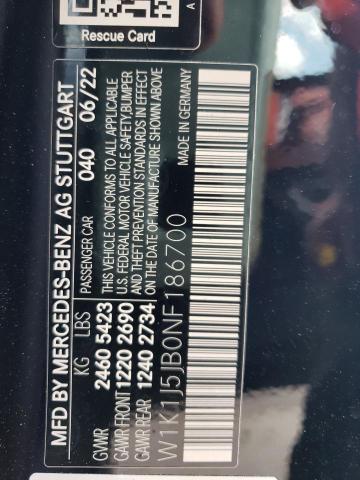 Rescue Card
A
MFD BY MERCEDES-BENZ AG STUTTGART
PASSENGER CAR 040 06/22
KG LBS
GVWR 2460 5423
GAWR FRONT 1220 2690
GAWR REAR 1240 2734
THIS VEHICLE CONFORMS TO ALL APPLICABLE
U.S. FEDERAL MOTOR VEHICLE SAFETY, BUMPER
AND THEFT PREVENTION STANDARDS IN EFFECT
ON THE DATE OF MANUFACTURE SHOWN ABOVE
W1K1J5JB0NF186700
MADE IN GERMANY